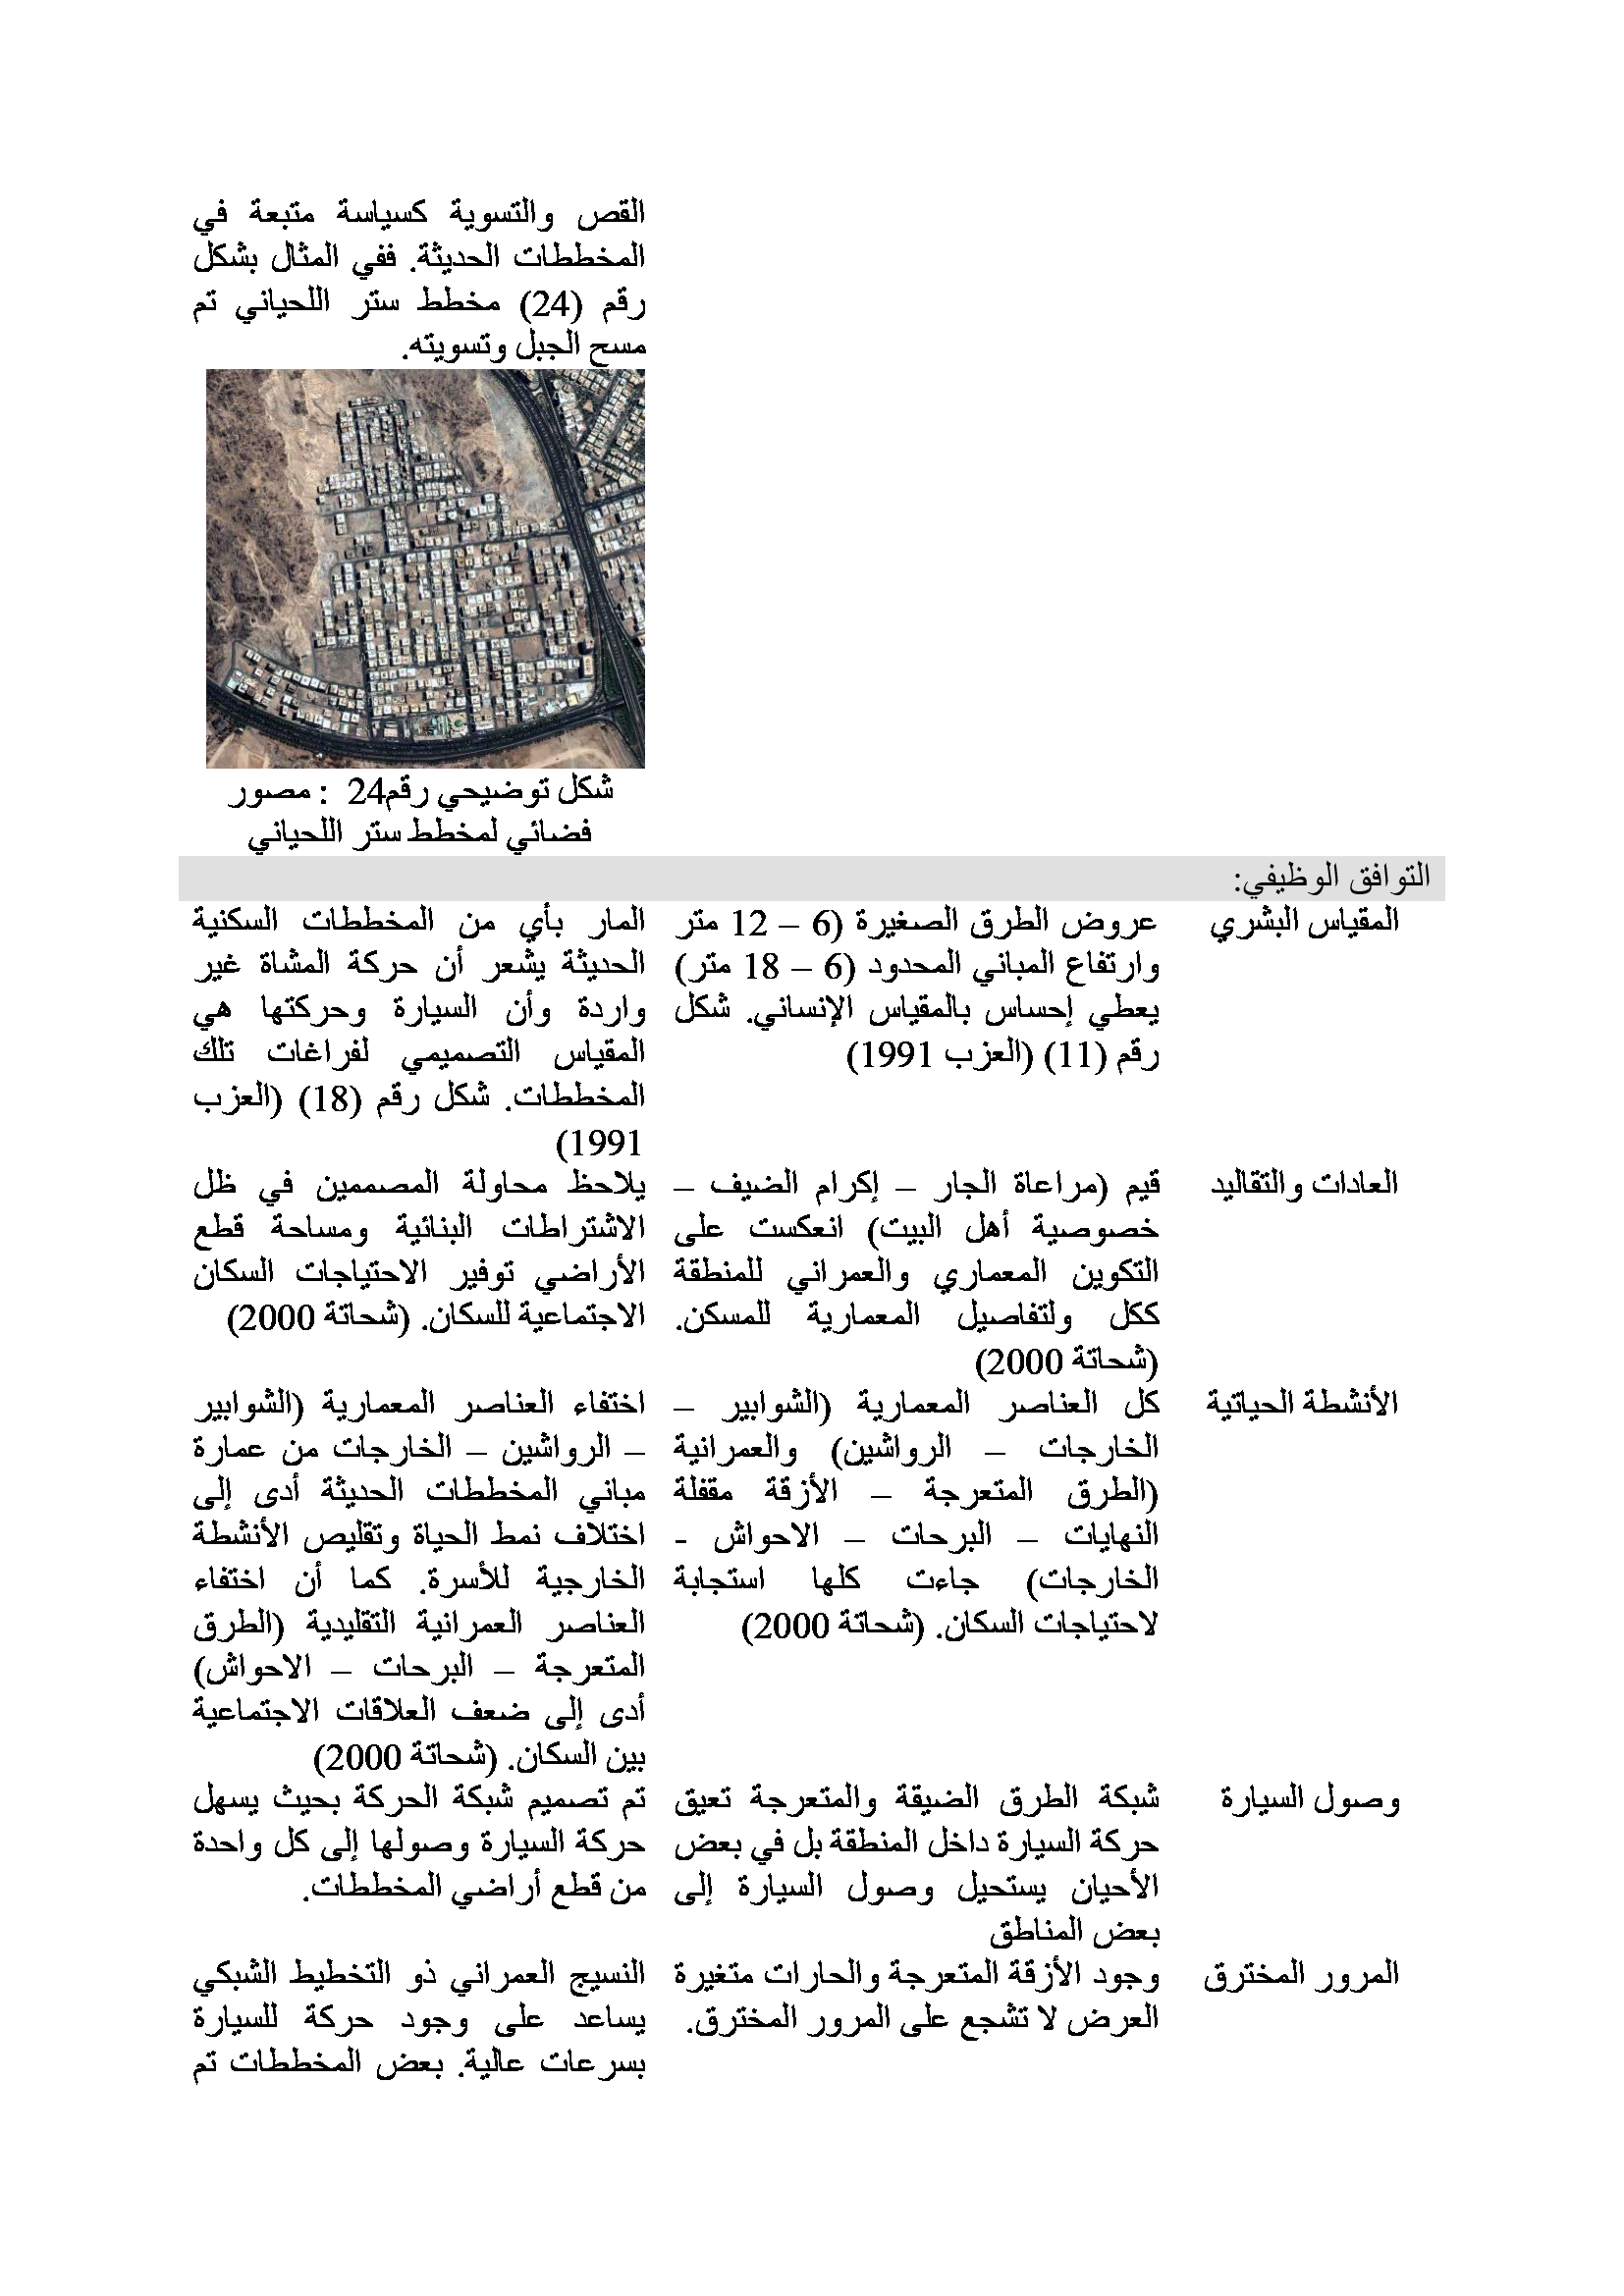 القص والتسوية كسياسة متبعة في
المخططات الحديثة. ففي المثال بشكل
رقم (24) مخطط ستر اللحياني تم
مسح الجبل وتسويته.
شكل توضيحي رقم24 : مصور
فضائي لمخطط ستر اللحياني
التوافق الوظيفي:
المقياس البشري
عروض الطرق الصغيرة (6 – 12 متر
وارتفاع المباني المحدود (6 – 18 متر)
يعطي إحساس بالمقياس الإنساني. شكل
رقم (11) (العزب 1991)
المار بأي من المخططات السكنية
الحديثة يشعر أن حركة المشاة غير
واردة وأن السيارة وحركتها هي
المقياس التصميمي لفراغات تلك
المخططات. شكل رقم (18) (العزب
1991)
العادات والتقاليد
قيم (مراعاة الجار – إكرام الضيف –
خصوصية أهل البيت) انعكست على
التكوين المعماري والعمراني للمنطقة
ككل ولتفاصيل المعمارية للمسكن.
(شحاتة 2000)
يلاحظ محاولة المصممين في ظل
الاشتراطات البنائية ومساحة قطع
الأراضي توفير الاحتياجات السكان
الاجتماعية للسكان. (شحاتة 2000)
الأنشطة الحياتية
كل العناصر المعمارية (الشوابير –
الخارجات – الرواشين) والعمرانية
(الطرق المتعرجة – الأزقة مقفلة
النهايات – البرحات – الاحواش -
الخارجات) جاءت كلها استجابة
لاحتياجات السكان. (شحاتة 2000)
اختفاء العناصر المعمارية (الشوابير
– الرواشين – الخارجات من عمارة
مباني المخططات الحديثة أدى إلى
اختلاف نمط الحياة وتقليص الأنشطة
الخارجية للأسرة. كما أن اختفاء
العناصر العمرانية التقليدية (الطرق
المتعرجة – البرحات – الاحواش)
أدى إلى ضعف العلاقات الاجتماعية
بين السكان. (شحاتة 2000)
وصول السيارة
شبكة الطرق الضيقة والمتعرجة تعيق
حركة السيارة داخل المنطقة بل في بعض
الأحيان يستحيل وصول السيارة إلى
بعض المناطق
تم تصميم شبكة الحركة بحيث يسهل
حركة السيارة وصولها إلى كل واحدة
من قطع أراضي المخططات.
المرور المخترق
وجود الأزقة المتعرجة والحارات متغيرة
العرض لا تشجع على المرور المخترق.
النسيج العمراني ذو التخطيط الشبكي
يساعد على وجود حركة للسيارة
بسرعات عالية. بعض المخططات تم